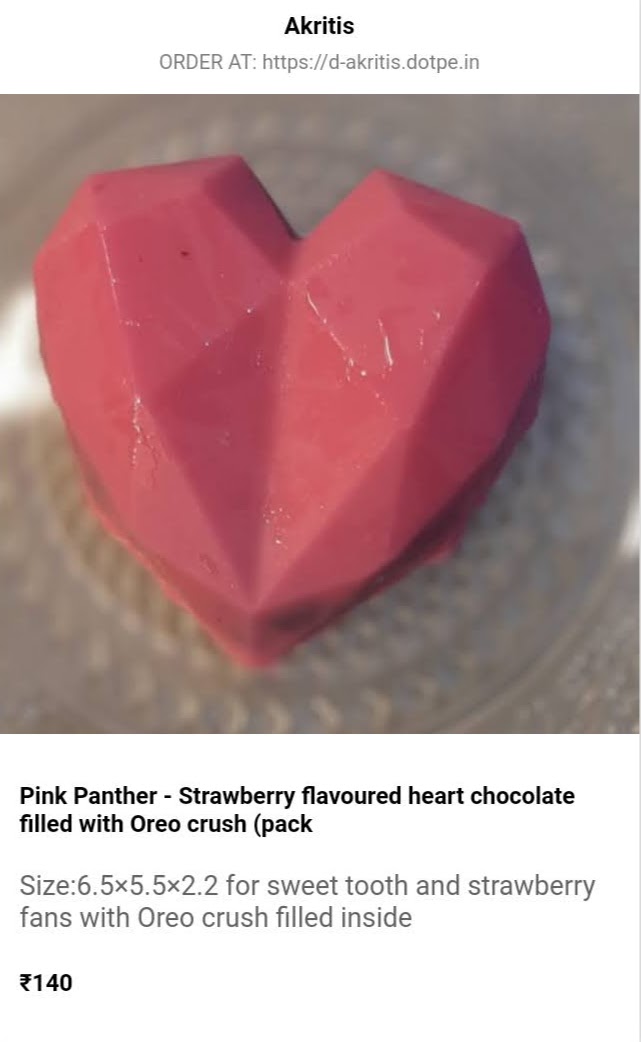 Akritis
ORDER AT: https://d-akritis.dotpe.in
Pink Panther - Strawberry flavoured heart chocolate
filled with Oreo crush (pack
Size:6.5×5.5×2.2 for sweet tooth and strawberry
fans with Oreo crush filled inside
₹140